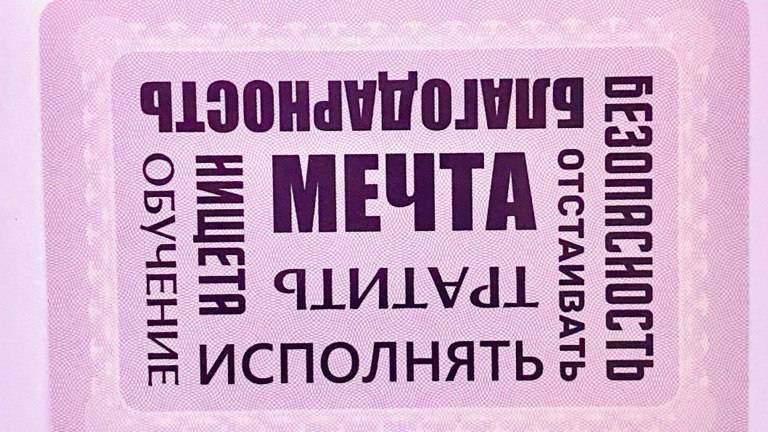 БЛАГОДАРНОСТЬ
БЕЗОПАСНОСТЬ
ОБУЧЕНИЕ
НИЩЕТА
МЕЧТА
ОТСТАИВАТЬ
ТРАТИТЬ
ИСПОЛНЯТЬ